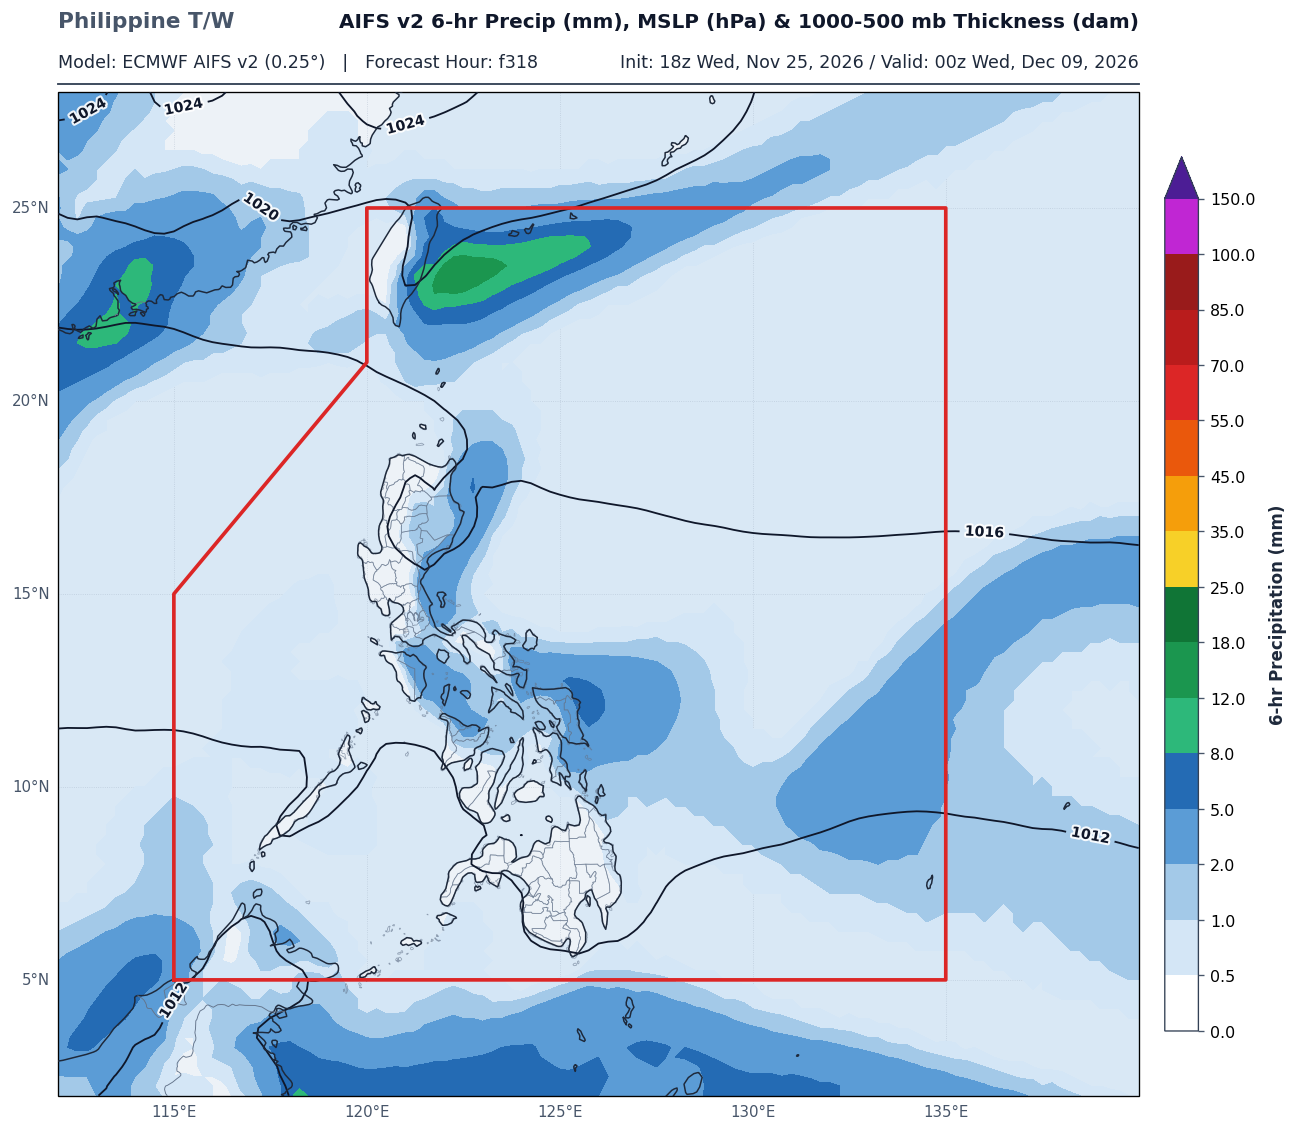 Philippine T/W
AIFS v2 6-hr Precip (mm), MSLP (hPa) & 1000-500 mb Thickness (dam)
Model: ECMWF AIFS v2 (0.25°) | Forecast Hour: f318
Init: 18z Wed, Nov 25, 2026 / Valid: 00z Wed, Dec 09, 2026
1024
1024
1024
1020
1016
1012
1012
25°N
20°N
15°N
10°N
5°N
115°E
120°E
125°E
130°E
135°E
150.0
100.0
85.0
70.0
55.0
45.0
35.0
25.0
18.0
12.0
8.0
5.0
2.0
1.0
0.5
0.0
6-hr Precipitation (mm)